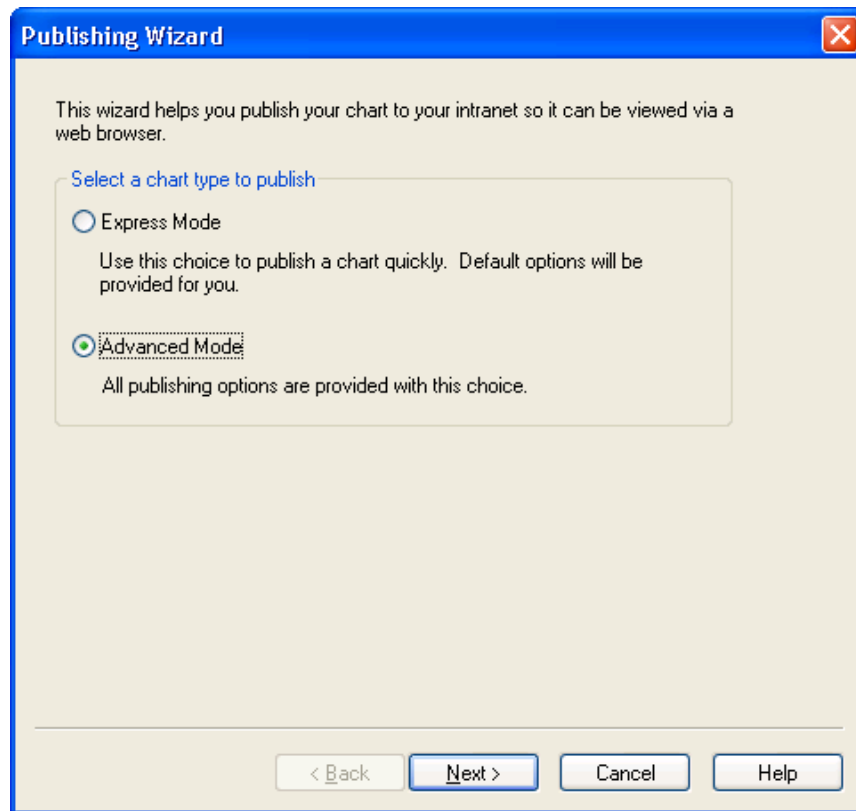 Publishing Wizard
This wizard helps you publish your chart to your intranet so it can be viewed via a
web browser.
Select a chart type to publish
Express Mode
Use this choice to publish a chart quickly.  Default options will be
provided for you.
Advanced Mode
All publishing options are provided with this choice.
< Back
Next >
Cancel
Help